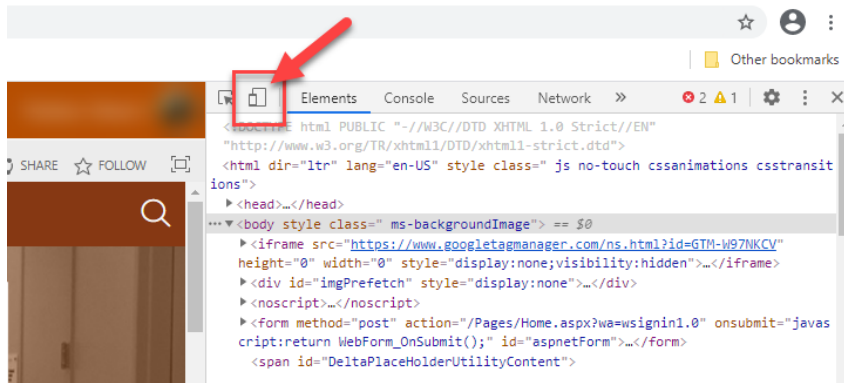 Other bookmarks
Elements Console Sources Network » 2 1
<!DOCTYPE html PUBLIC "-//W3C//DTD XHTML 1.0 Strict//EN"
"http://www.w3.org/TR/xhtml1/DTD/xhtml1-strict.dtd">
SHARE FOLLOW
<html dir="ltr" lang="en-US" style class=" js no-touch cssanimations csstransit
ions">
<head>…</head>
<body style class=" ms-backgroundImage"> == $0
<iframe src="https://www.googletagmanager.com/ns.html?id=GTM-W97NKCV"
height="0" width="0" style="display:none;visibility:hidden">…</iframe>
<div id="imgPrefetch" style="display:none">…</div>
<noscript>…</noscript>
<form method="post" action="/Pages/Home.aspx?wa=wsignin1.0" onsubmit="javas
cript:return WebForm_OnSubmit();" id="aspnetForm">…</form>
<span id="DeltaPlaceHolderUtilityContent">